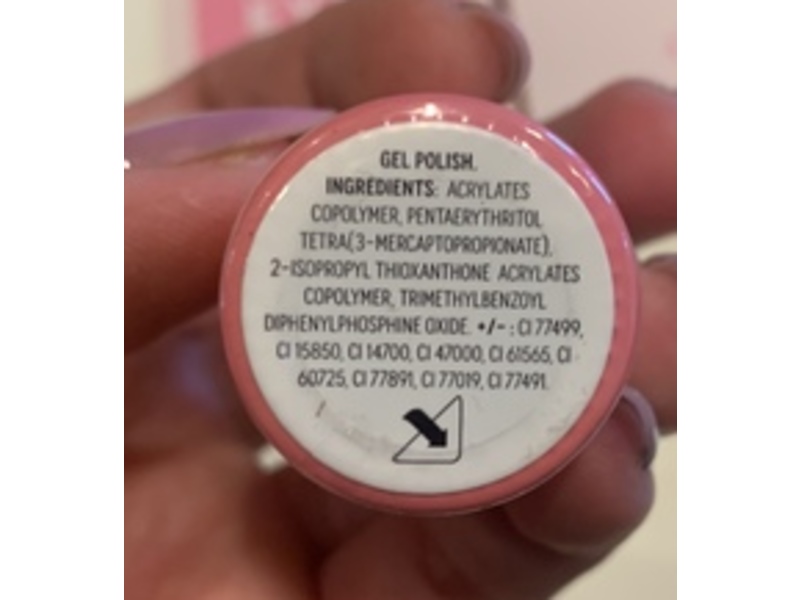 GEL POLISH.
INGREDIENTS: ACRYLATES
COPOLYMER, PENTAERYTHRITOL
TETRA(3-MERCAPTOPROPIONATE),
2-ISOPROPYL THIOXANTHONE ACRYLATES
COPOLYMER, TRIMETHYLBENZOYL
DIPHENYLPHOSPHINE OXIDE. +/- : CI 77499,
CI 15850, CI 14700, CI 47000, CI 61565, CI
60725, CI 77891, CI 77019, CI 77491.